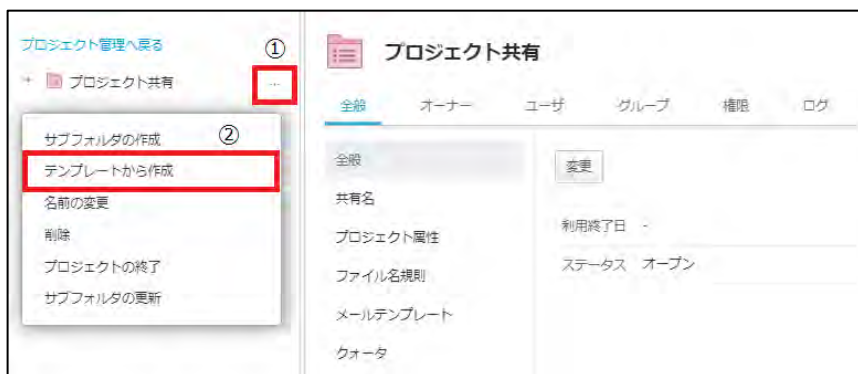 プロジェクト管理へ戻る
①
+ プロジェクト共有 ...
サブフォルダの作成
②
テンプレートから作成
名前の変更
削除
プロジェクトの終了
サブフォルダの更新
プロジェクト共有
全般 オーナー ユーザ グループ 権限 ログ
全般
共有名
プロジェクト属性
ファイル名規則
メールテンプレート
クォータ
変更
利用終了日 -
ステータス オープン